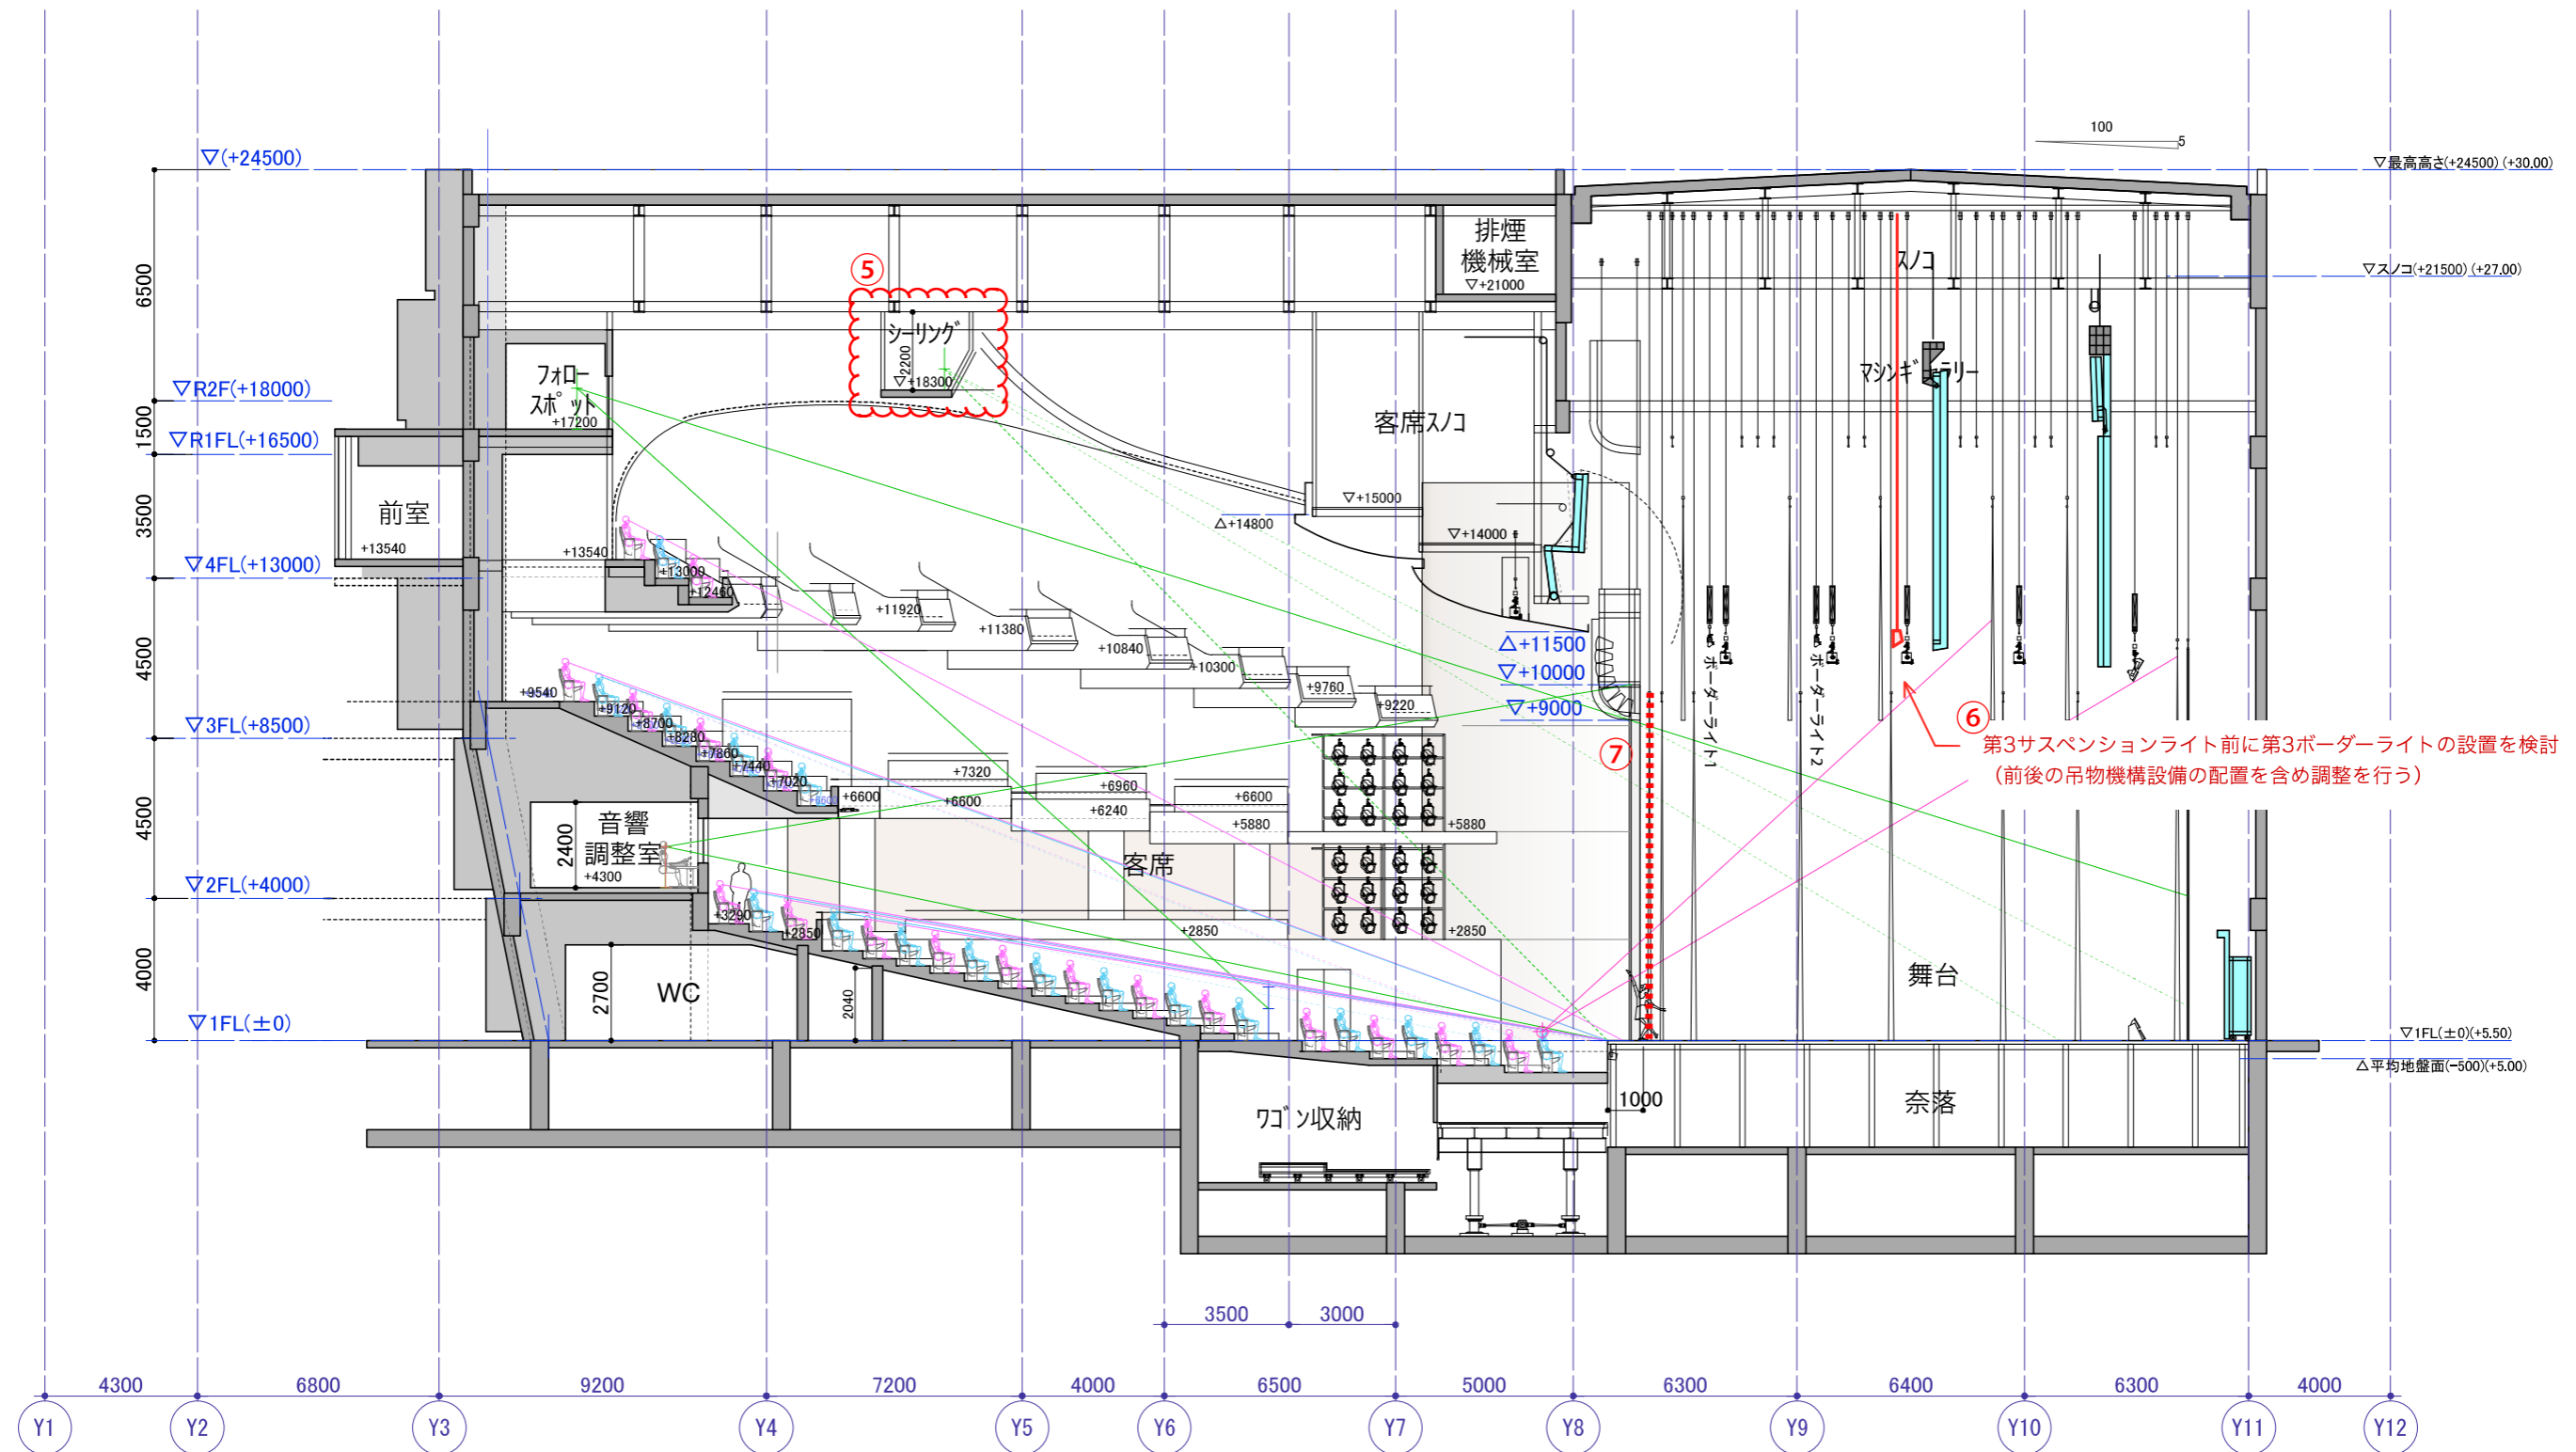 100
5
▽(+24500)
▽最高高さ(+24500)(+30.00)
排煙
機械室
▽+21000
スノコ
▽スノコ(+21500)(+27.00)
6500
⑤
シーリング
2200
▽+18300
フォロー
スポット
+17200
マシンギャラリー
▽R2F(+18000)
1500
▽R1FL(+16500)
客席スノコ
▽+15000
△+14800
▽+14000
3500
前室
+13540
+13540
▽4FL(+13000)
+13000
+12460
+11920
+11380
+10840
+10300
+9760
+9220
△+11500
▽+10000
▽+9000
ボーダーライト1
ボーダーライト2
4500
+9540
+9120
+8700
+8280
+7860
+7440
+7020
+6600
▽3FL(+8500)
⑥
第3サスペンションライト前に第3ボーダーライトの設置を検討
(前後の吊物機構設備の配置を含め調整を行う)
⑦
+7320
+6960
+6600
+6600
+6600
+6240
+5880
+5880
4500
音響
調整室
2400
+4300
客席
▽2FL(+4000)
+3290
+2850
+2850
+2850
4000
2700
WC
2040
舞台
▽1FL(±0)
▽1FL(±0)(+5.50)
△平均地盤面(-500)(+5.00)
1000
ワゴン収納
奈落
3500
3000
4300
6800
9200
7200
4000
6500
5000
6300
6400
6300
4000
Y1
Y2
Y3
Y4
Y5
Y6
Y7
Y8
Y9
Y10
Y11
Y12